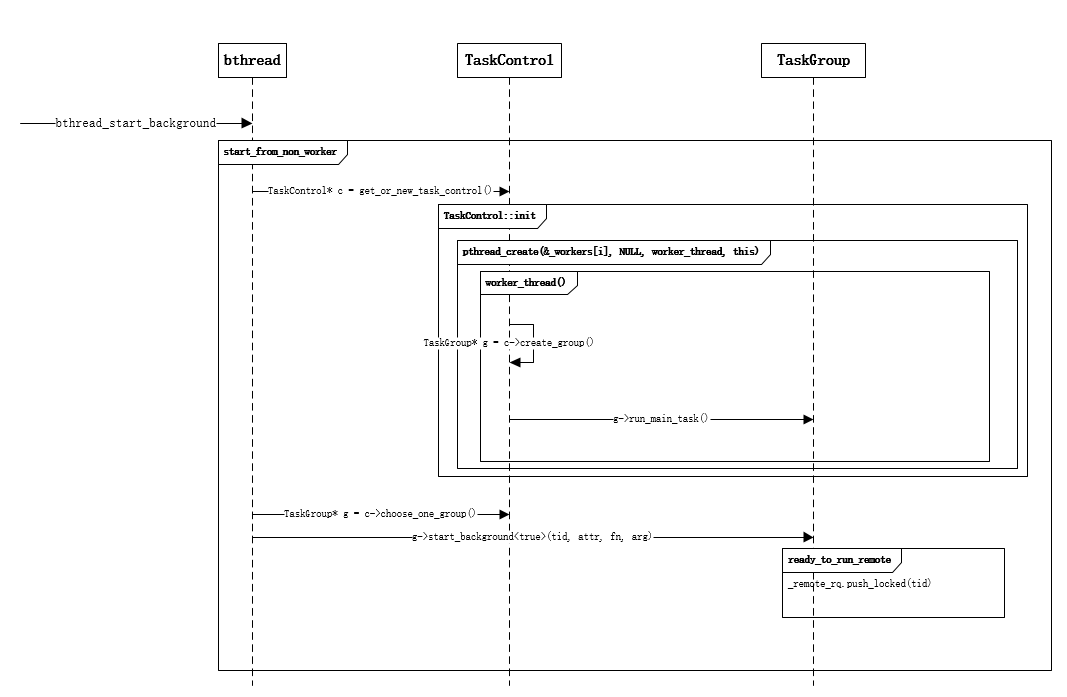 bthread
TaskControl
TaskGroup
bthread_start_background
start_from_non_worker
TaskControl* c = get_or_new_task_control()
TaskControl::init
pthread_create(&_workers[i], NULL, worker_thread, this)
worker_thread()
TaskGroup* g = c->create_group()
g->run_main_task()
TaskGroup* g = c->choose_one_group()
g->start_background<true>(tid, attr, fn, arg)
ready_to_run_remote
_remote_rq.push_locked(tid)